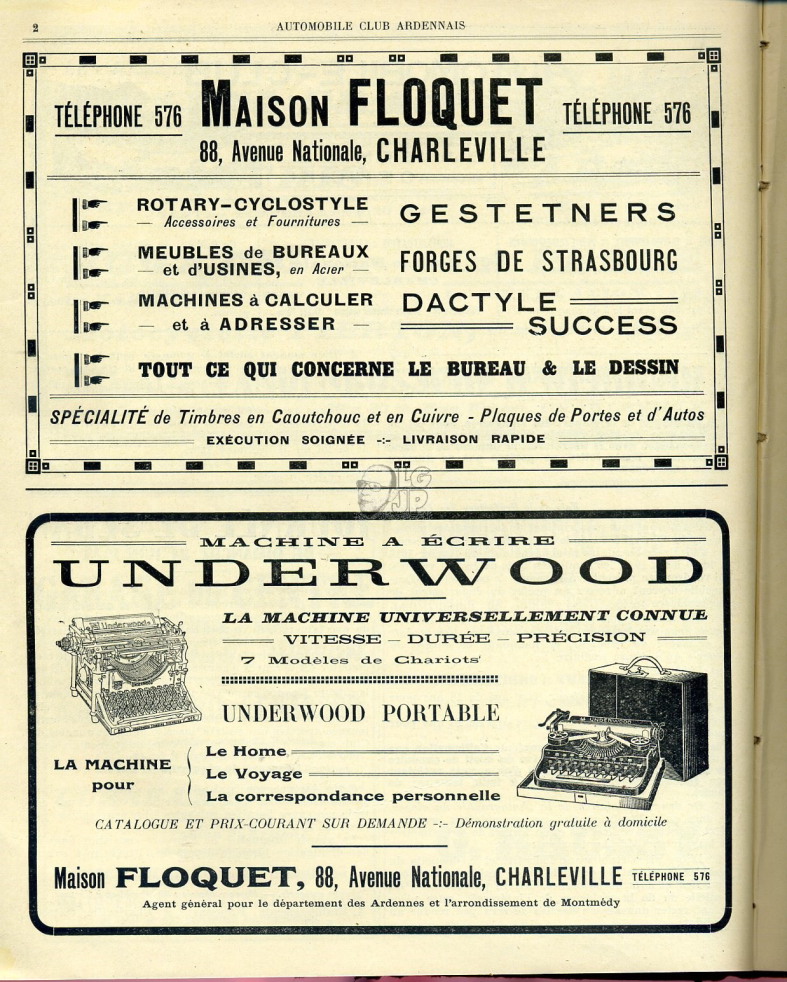 2
AUTOMOBILE CLUB ARDENNAIS
TÉLÉPHONE 576
MAISON FLOQUET
TÉLÉPHONE 576
88, Avenue Nationale, CHARLEVILLE
ROTARY-CYCLOSTYLE
— Accessoires et Fournitures —
GESTETNERS
MEUBLES de BUREAUX
— et d'USINES, en Acier —
FORGES DE STRASBOURG
MACHINES à CALCULER
— et à ADRESSER —
DACTYLE
SUCCESS
TOUT CE QUI CONCERNE LE BUREAU & LE DESSIN
SPÉCIALITÉ de Timbres en Caoutchouc et en Cuivre - Plaques de Portes et d'Autos
EXÉCUTION SOIGNÉE -:- LIVRAISON RAPIDE
LG
JP
MACHINE A ÉCRIRE
UNDERWOOD
Underwood
LA MACHINE UNIVERSELLEMENT CONNUE
VITESSE — DURÉE — PRÉCISION
7 Modèles de Chariots
UNDERWOOD PORTABLE
UNDERWOOD
LA MACHINE
pour
Le Home
Le Voyage
La correspondance personnelle
CATALOGUE ET PRIX-COURANT SUR DEMANDE -:- Démonstration gratuite à domicile
Maison FLOQUET, 88, Avenue Nationale, CHARLEVILLE TÉLÉPHONE 576
Agent général pour le département des Ardennes et l'arrondissement de Montmédy